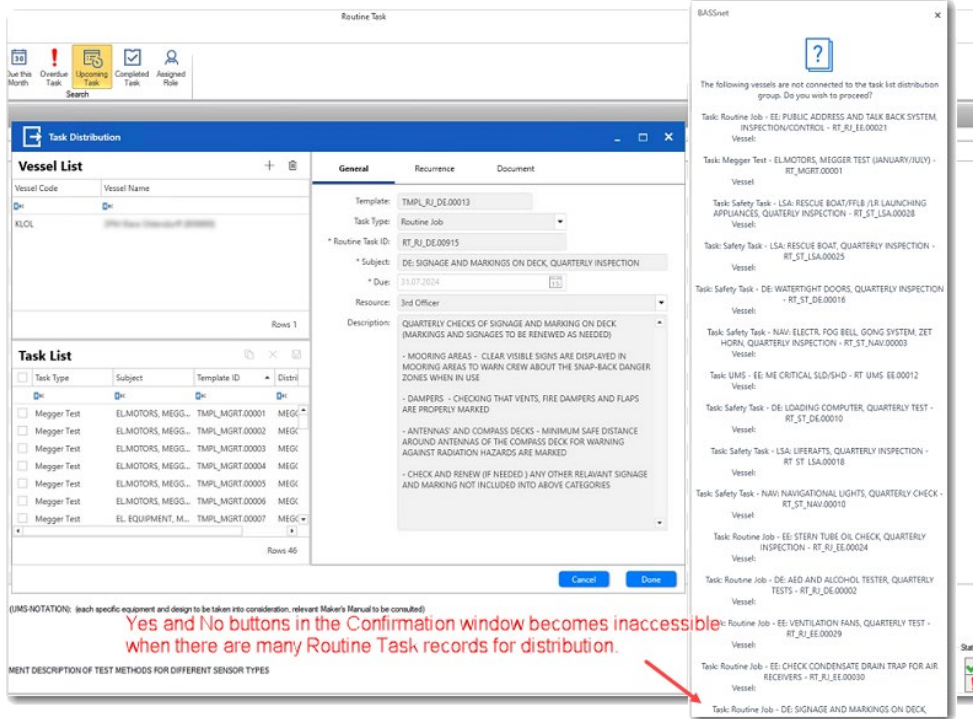 Routine Task
Due this Month
Overdue Task
Upcoming Task
Completed Task
Assigned Role
Search
Task Distribution
Vessel List
Vessel Code Vessel Name
KLOL
Rows 1
Task List
Task Type Subject Template ID Distri
Megger Test EL.MOTORS, MEGG... TMPL_MGRT.00001 MEGG
Megger Test EL.MOTORS, MEGG... TMPL_MGRT.00002 MEGG
Megger Test EL.MOTORS, MEGG... TMPL_MGRT.00003 MEGG
Megger Test EL.MOTORS, MEGG... TMPL_MGRT.00004 MEGG
Megger Test EL.MOTORS, MEGG... TMPL_MGRT.00005 MEGG
Megger Test EL.MOTORS, MEGG... TMPL_MGRT.00006 MEGG
Megger Test EL. EQUIPMENT, M... TMPL_MGRT.00007 MEGG
Rows 46
General Recurrence Document
Template: TMPL_RJ_DE.00013
Task Type: Routine Job
* Routine Task ID: RT_RJ_DE.00915
* Subject: DE: SIGNAGE AND MARKINGS ON DECK, QUARTERLY INSPECTION
* Due: 31.07.2024
Resource: 3rd Officer
Description: QUARTERLY CHECKS OF SIGNAGE AND MARKING ON DECK
(MARKINGS AND SIGNAGES TO BE RENEWED AS NEEDED)
- MOORING AREAS - CLEAR VISIBLE SIGNS ARE DISPLAYED IN
MOORING AREAS TO WARN CREW ABOUT THE SNAP-BACK DANGER
ZONES WHEN IN USE
- DAMPERS - CHECKING THAT VENTS, FIRE DAMPERS AND FLAPS
ARE PROPERLY MARKED
- ANTENNAS' AND COMPASS DECKS - MINIMUM SAFE DISTANCE
AROUND ANTENNAS OF THE COMPASS DECK FOR WARNING
AGAINST RADIATION HAZARDS ARE MARKED
- CHECK AND RENEW (IF NEEDED ) ANY OTHER RELAVANT SIGNAGE
AND MARKING NOT INCLUDED INTO ABOVE CATEGORIES
Cancel Done
(UMS-NOTATION): (each specific equipment and design to be taken into consideration, relevant Maker's Manual to be consulted)
Yes and No buttons in the Confirmation window becomes inaccessible
when there are many Routine Task records for distribution.
MENT DESCRIPTION OF TEST METHODS FOR DIFFERENT SENSOR TYPES
BASSnet
The following vessels are not connected to the task list distribution
group. Do you wish to proceed?
Task: Routine Job - EE: PUBLIC ADDRESS AND TALK BACK SYSTEM,
INSPECTION/CONTROL - RT_RJ_EE.00021
Vessel:
Task: Megger Test - EL.MOTORS, MEGGER TEST (JANUARY/JULY) -
RT_MGRT.00001
Vessel
Task: Safety Task - LSA: RESCUE BOAT/FFLB /LR LAUNCHING
APPLIANCES, QUATERLY INSPECTION - RT_ST_LSA.00028
Vessel:
Task: Safety Task - LSA: RESCUE BOAT, QUARTERLY INSPECTION -
RT_ST_LSA.00025
Vessel:
Task: Safety Task - DE: WATERTIGHT DOORS, QUARTERLY INSPECTION
- RT_ST_DE.00016
Vessel:
Task: Safety Task - NAV: ELECTR. FOG BELL, GONG SYSTEM, ZET
HORN, QUARTERLY INSPECTION - RT_ST_NAV.00003
Vessel:
Task: UMS - EE: ME CRITICAL SLD/SHD - RT UMS EE.00012
Vessel:
Task: Safety Task - DE: LOADING COMPUTER, QUARTERLY TEST -
RT_ST_DE.00010
Vessel:
Task: Safety Task - LSA: LIFERAFTS, QUARTERLY INSPECTION -
RT ST LSA.00018
Vessel:
Task: Safety Task - NAV: NAVIGATIONAL LIGHTS, QUARTERLY CHECK -
RT_ST_NAV.00010
Vessel
Task: Routine Job - EE: STERN TUBE OIL CHECK, QUARTERLY
INSPECTION - RT_RJ_EE.00024
Vessel:
Task: Routine Job - DE: AED AND ALCOHOL TESTER, QUARTERLY
TESTS - RT_RJ_DE.00002
Vessel:
Routine Job - EE: VENTILATION FANS, QUARTERLY TEST -
RT_RJ_EE.00029
Vessel:
Task: Routine Job - EE: CHECK CONDENSATE DRAIN TRAP FOR AIR
RECEIVERS - RT_RJ_EE.00030
Vessel:
Task: Routine Job - DE: SIGNAGE AND MARKINGS ON DECK,